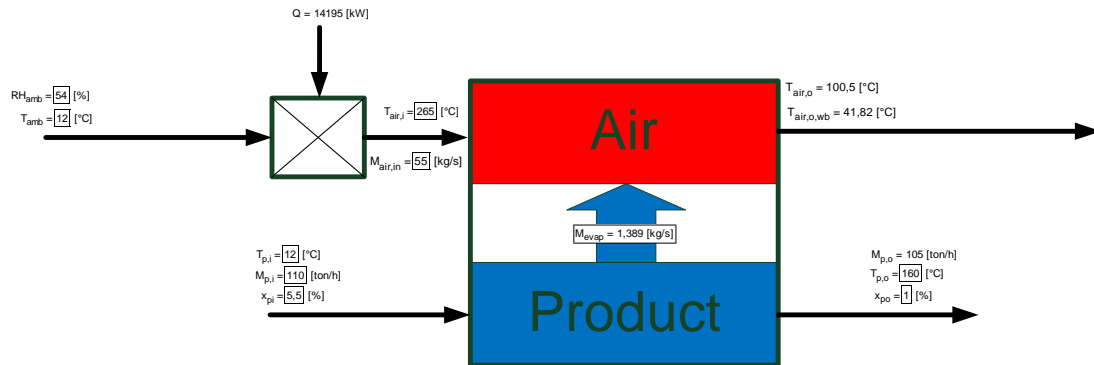 Q = 14195 [kW]
RH_amb = 54 [%]
T_amb = 12 [°C]
T_air,i = 265 [°C]
M_air,in = 55 [kg/s]
Air
T_air,o = 100,5 [°C]
T_air,o,wb = 41,82 [°C]
M_evap = 1,389 [kg/s]
T_p,i = 12 [°C]
M_p,i = 110 [ton/h]
x_pi = 5,5 [%]
Product
M_p,o = 105 [ton/h]
T_p,o = 160 [°C]
x_po = 1 [%]